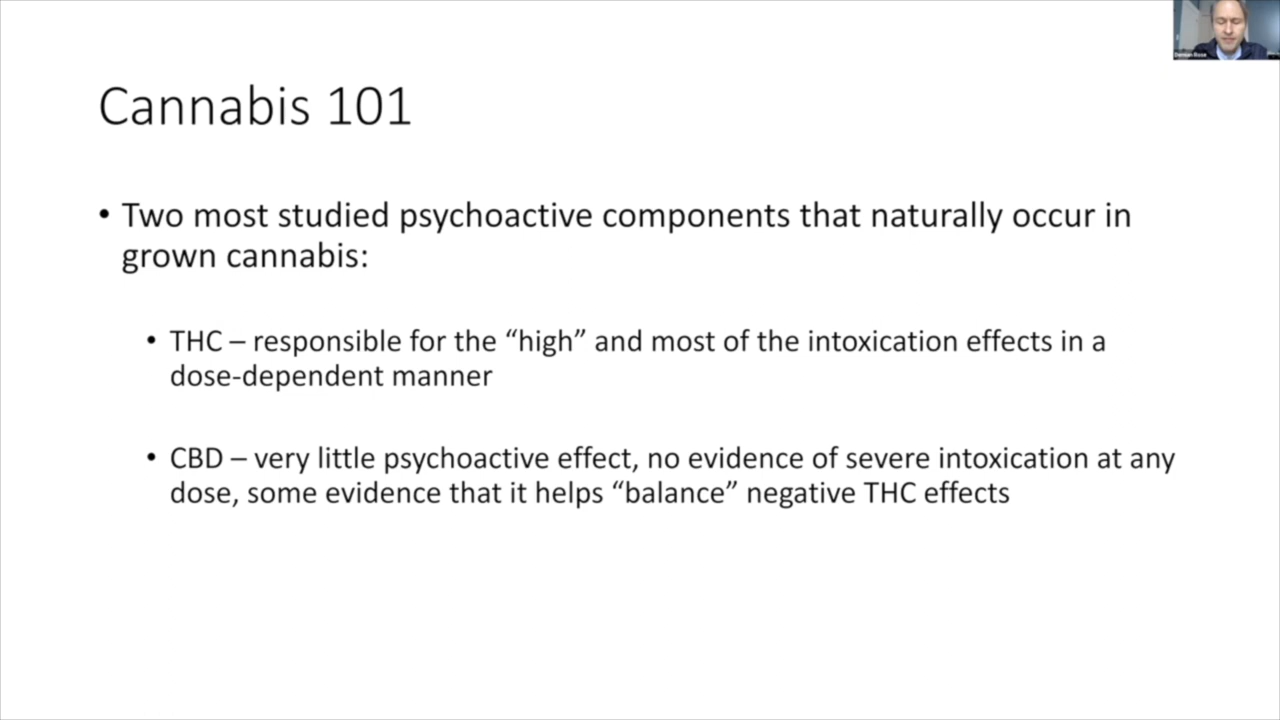 Cannabis 101
• Two most studied psychoactive components that naturally occur in
grown cannabis:
• THC – responsible for the “high” and most of the intoxication effects in a
dose-dependent manner
• CBD – very little psychoactive effect, no evidence of severe intoxication at any
dose, some evidence that it helps “balance” negative THC effects